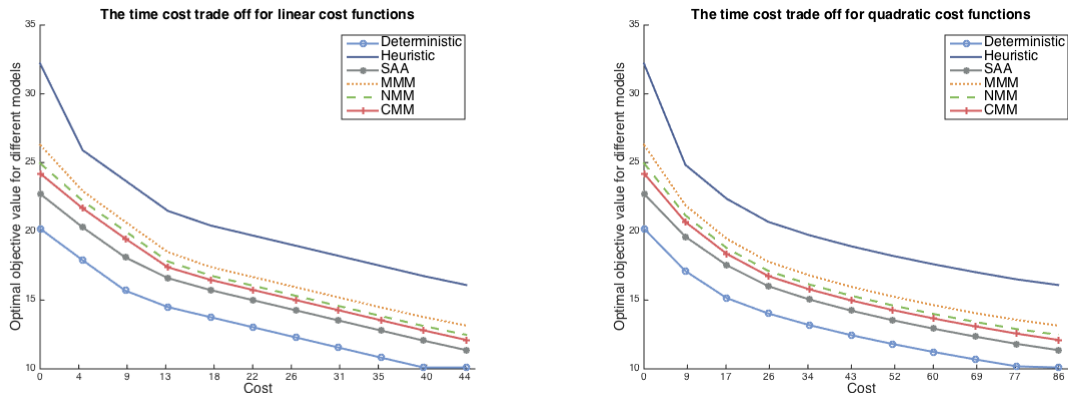 The time cost trade off for linear cost functions
35
30
25
20
15
10
Optimal objective value for different models
Deterministic
Heuristic
SAA
MMM
NMM
CMM
0 4 9 13 18 22 26 31 35 40 44
Cost
The time cost trade off for quadratic cost functions
35
30
25
20
15
10
Optimal objective value for different models
Deterministic
Heuristic
SAA
MMM
NMM
CMM
0 9 17 26 34 43 52 60 69 77 86
Cost